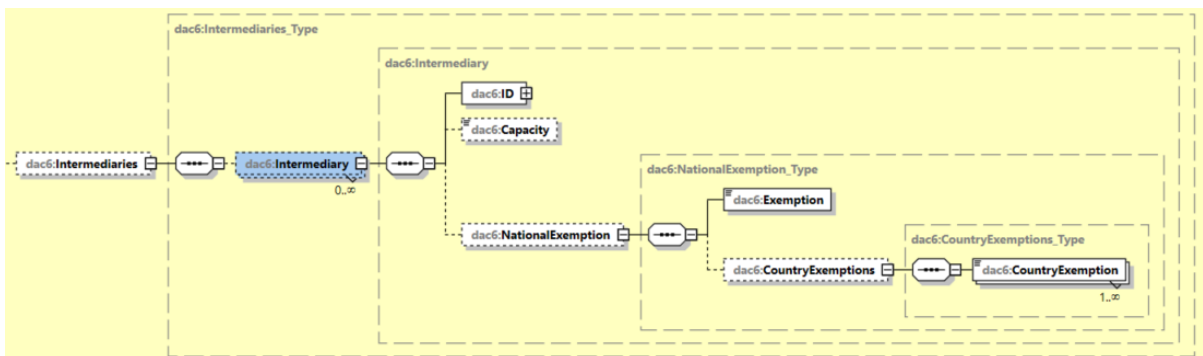 dac6:Intermediaries_Type
dac6:Intermediary
dac6:ID
dac6:Capacity
dac6:Intermediaries
dac6:Intermediary
0..∞
dac6:NationalExemption_Type
dac6:Exemption
dac6:NationalExemption
dac6:CountryExemptions_Type
dac6:CountryExemptions
dac6:CountryExemption
1..∞